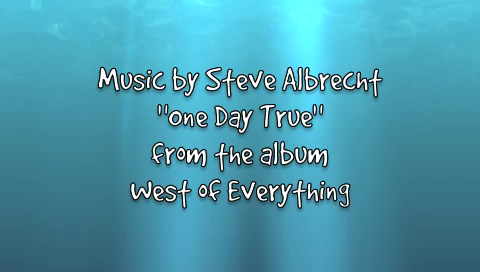 Music by Steve Albrecht
"One Day True"
from the album
West of Everything